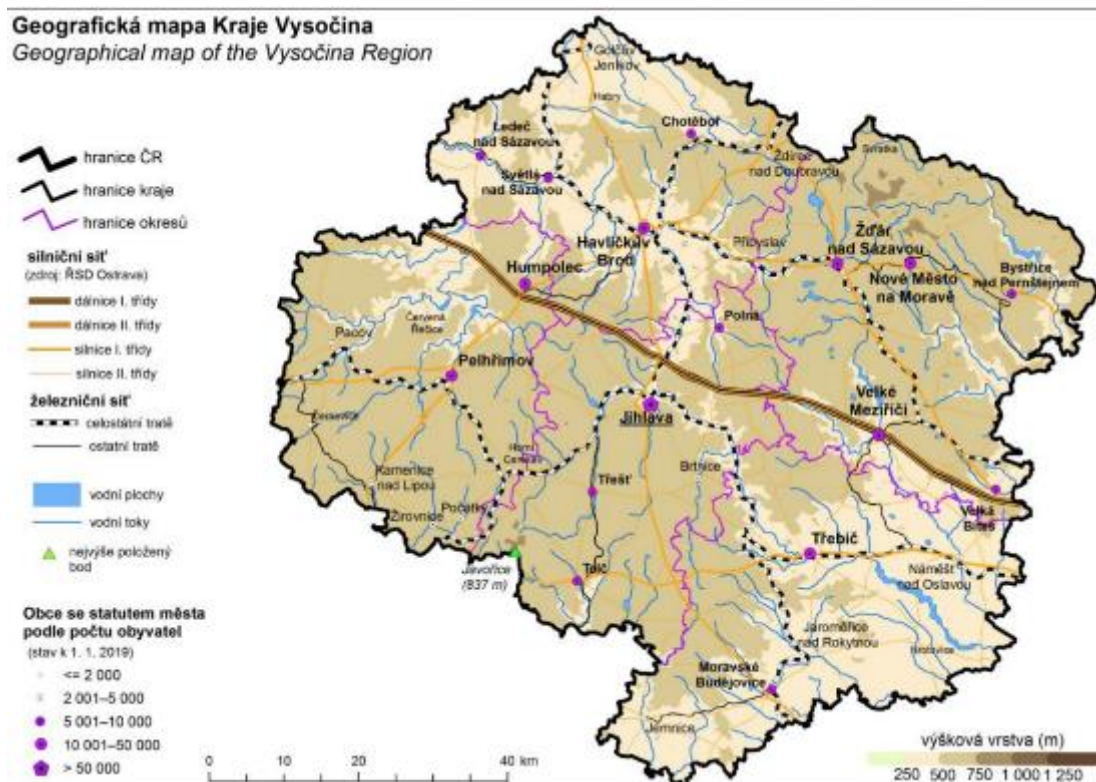 Geografická mapa Kraje Vysočina
Geographical map of the Vysočina Region
hranice ČR
hranice kraje
hranice okresů
silniční síť
(zdroj: ŘSD Ostrava)
dálnice I. třídy
dálnice II. třídy
silnice I. třídy
silnice II. třídy
železniční síť
celostátní tratě
ostatní tratě
vodní plochy
vodní toky
nejvýše položený
bod
Obce se statutem města
podle počtu obyvatel
(stav k 1. 1. 2019)
<= 2 000
2 001–5 000
5 001–10 000
10 001–50 000
> 50 000
Golčův
Jeníkov
Habry
Chotěboř
Ledeč
nad Sázavou
Světlá
nad Sázavou
Ždírec
nad Doubravou
Svratka
Havlíčkův
Brod
Přibyslav
Žďár
nad Sázavou
Nové Město
na Moravě
Bystřice
nad Pernštejnem
Humpolec
Polná
Pacov
Červená
Řečice
Pelhřimov
Jihlava
Velké
Meziříčí
Horní
Cerekev
Brtnice
Kamenice
nad Lipou
Třešť
Počátky
Žirovnice
Velká
Bíteš
Třebíč
Javořice
(837 m)
Telč
Náměšť
nad Oslavou
Jaroměřice
nad Rokytnou
Hrotovice
Moravské
Budějovice
Jemnice
0 20 40 km
výšková vrstva (m)
250 500 750 1 000 1 250